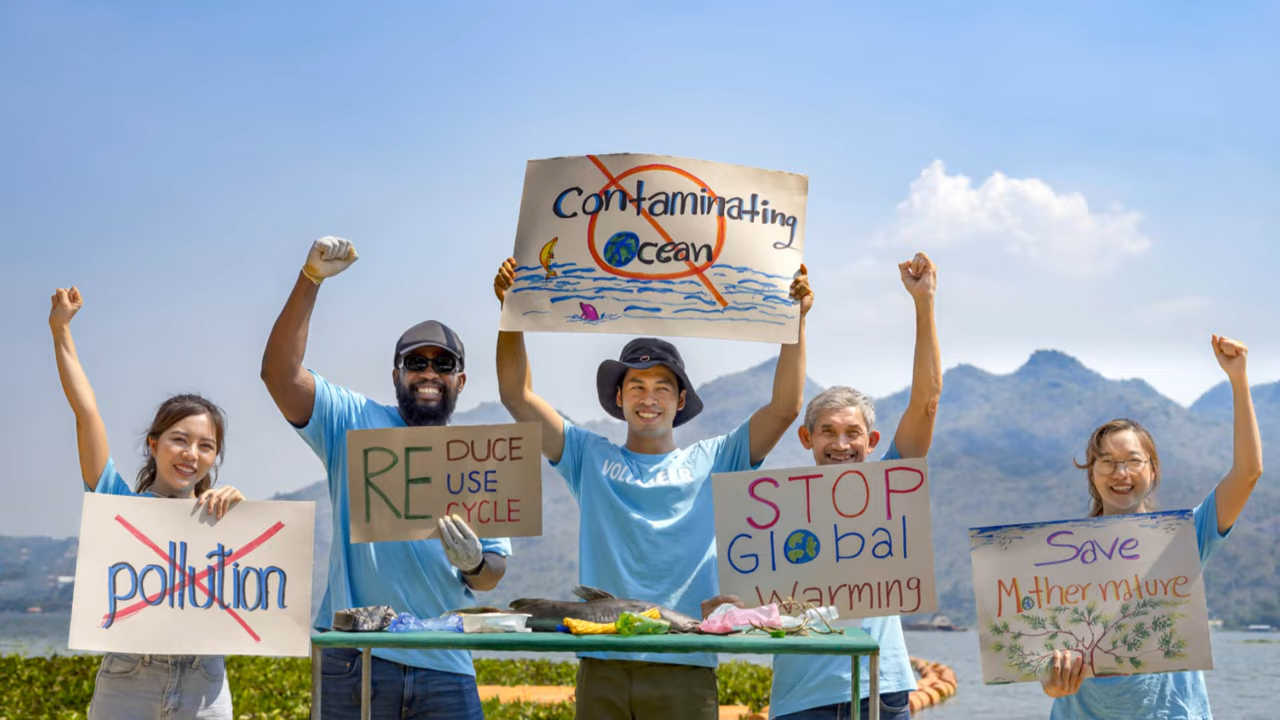 Contaminating
Ocean
RE DUCE
USE
CYCLE
VOLUNTEER
STOP
Global
Warming
pollution
Save
Mother nature